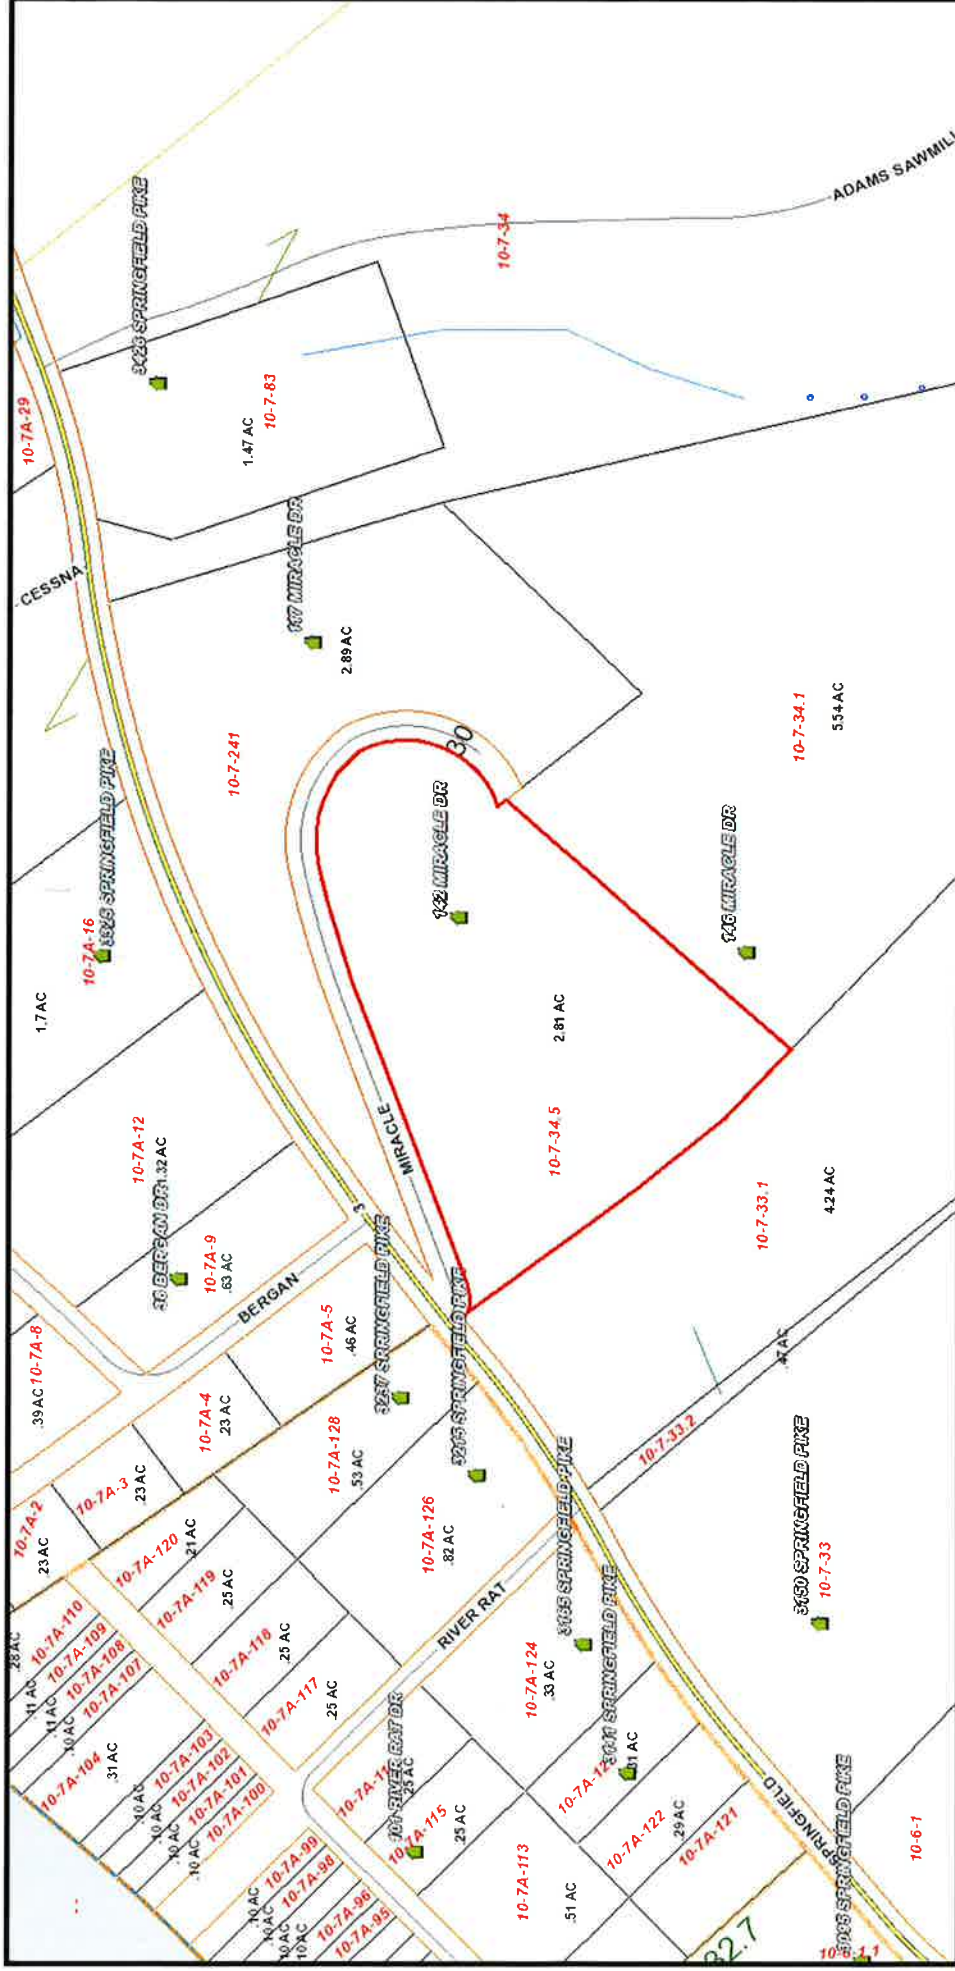 10-7A-29
3426 SPRINGFIELD PIKE
CESSNA
1.47 AC
10-7-83
10-7-34
ADAMS SAWMILL
117 MIRACLE DR
2.89 AC
10-7-241
3325 SPRINGFIELD PIKE
10-7A-16
1.7 AC
30
142 MIRACLE DR
2.81 AC
10-7-34.5
10-7-34.1
5.54 AC
146 MIRACLE DR
MIRACLE
10-7A-12
1.32 AC
36 BERGAN DR
10-7A-9
.63 AC
BERGAN
3
3237 SPRINGFIELD PIKE
3215 SPRINGFIELD PIKE
10-7-33.1
4.24 AC
.47 AC
10-7-33.2
10-7A-8
.39 AC
10-7A-5
.46 AC
10-7A-4
.23 AC
10-7A-3
.23 AC
10-7A-2
.23 AC
10-7A-128
.53 AC
10-7A-126
.82 AC
10-7A-120
.21 AC
10-7A-119
.25 AC
10-7A-118
.25 AC
10-7A-117
.25 AC
RIVER RAT
3165 SPRINGFIELD PIKE
10-7A-124
.33 AC
3150 SPRINGFIELD PIKE
10-7-33
.28 AC
10-7A-110
10-7A-109
10-7A-108
10-7A-107
.11 AC
.11 AC
.10 AC
10-7A-104
.31 AC
10-7A-103
10-7A-102
10-7A-101
10-7A-100
.10 AC
.10 AC
.10 AC
.10 AC
10-7A-99
10-7A-98
10-7A-96
10-7A-95
.10 AC
.10 AC
.10 AC
101 RIVER RAT DR
.25 AC
10-7A-115
.25 AC
10-7A-113
.51 AC
SPRINGFIELD PIKE
10-7A-122
.29 AC
10-7A-121
SPRINGFIELD
SPRINGFIELD PIKE
10-6-1
32.7